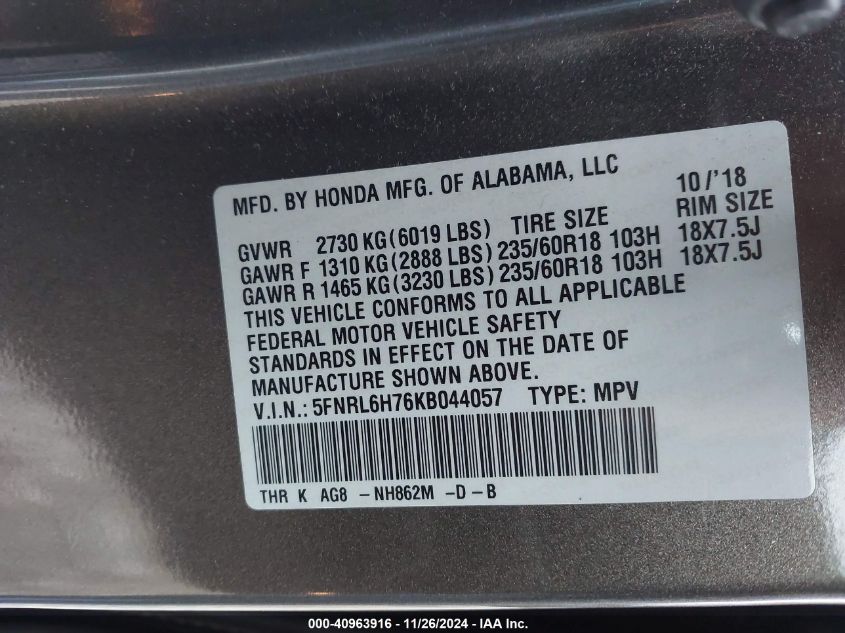 MFD. BY HONDA MFG. OF ALABAMA, LLC 10/'18
GVWR 2730 KG(6019 LBS) TIRE SIZE RIM SIZE
GAWR F 1310 KG(2888 LBS) 235/60R18 103H 18X7.5J
GAWR R 1465 KG(3230 LBS) 235/60R18 103H 18X7.5J
THIS VEHICLE CONFORMS TO ALL APPLICABLE
FEDERAL MOTOR VEHICLE SAFETY
STANDARDS IN EFFECT ON THE DATE OF
MANUFACTURE SHOWN ABOVE.
V.I.N.: 5FNRL6H76KB044057 TYPE: MPV
THR K AG8 -NH862M -D -B
000-40963916 - 11/26/2024 - IAA Inc.